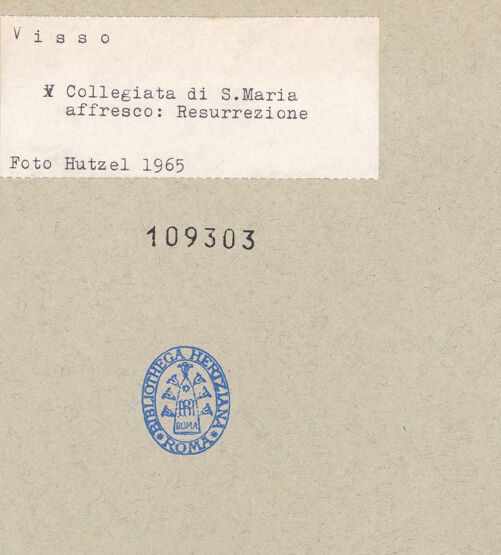 Visso
X Collegiata di S.Maria
affresco: Resurrezione
Foto Hutzel 1965
109303
BIBLIOTHECA HERTZIANA
ROMA
*ROMA*